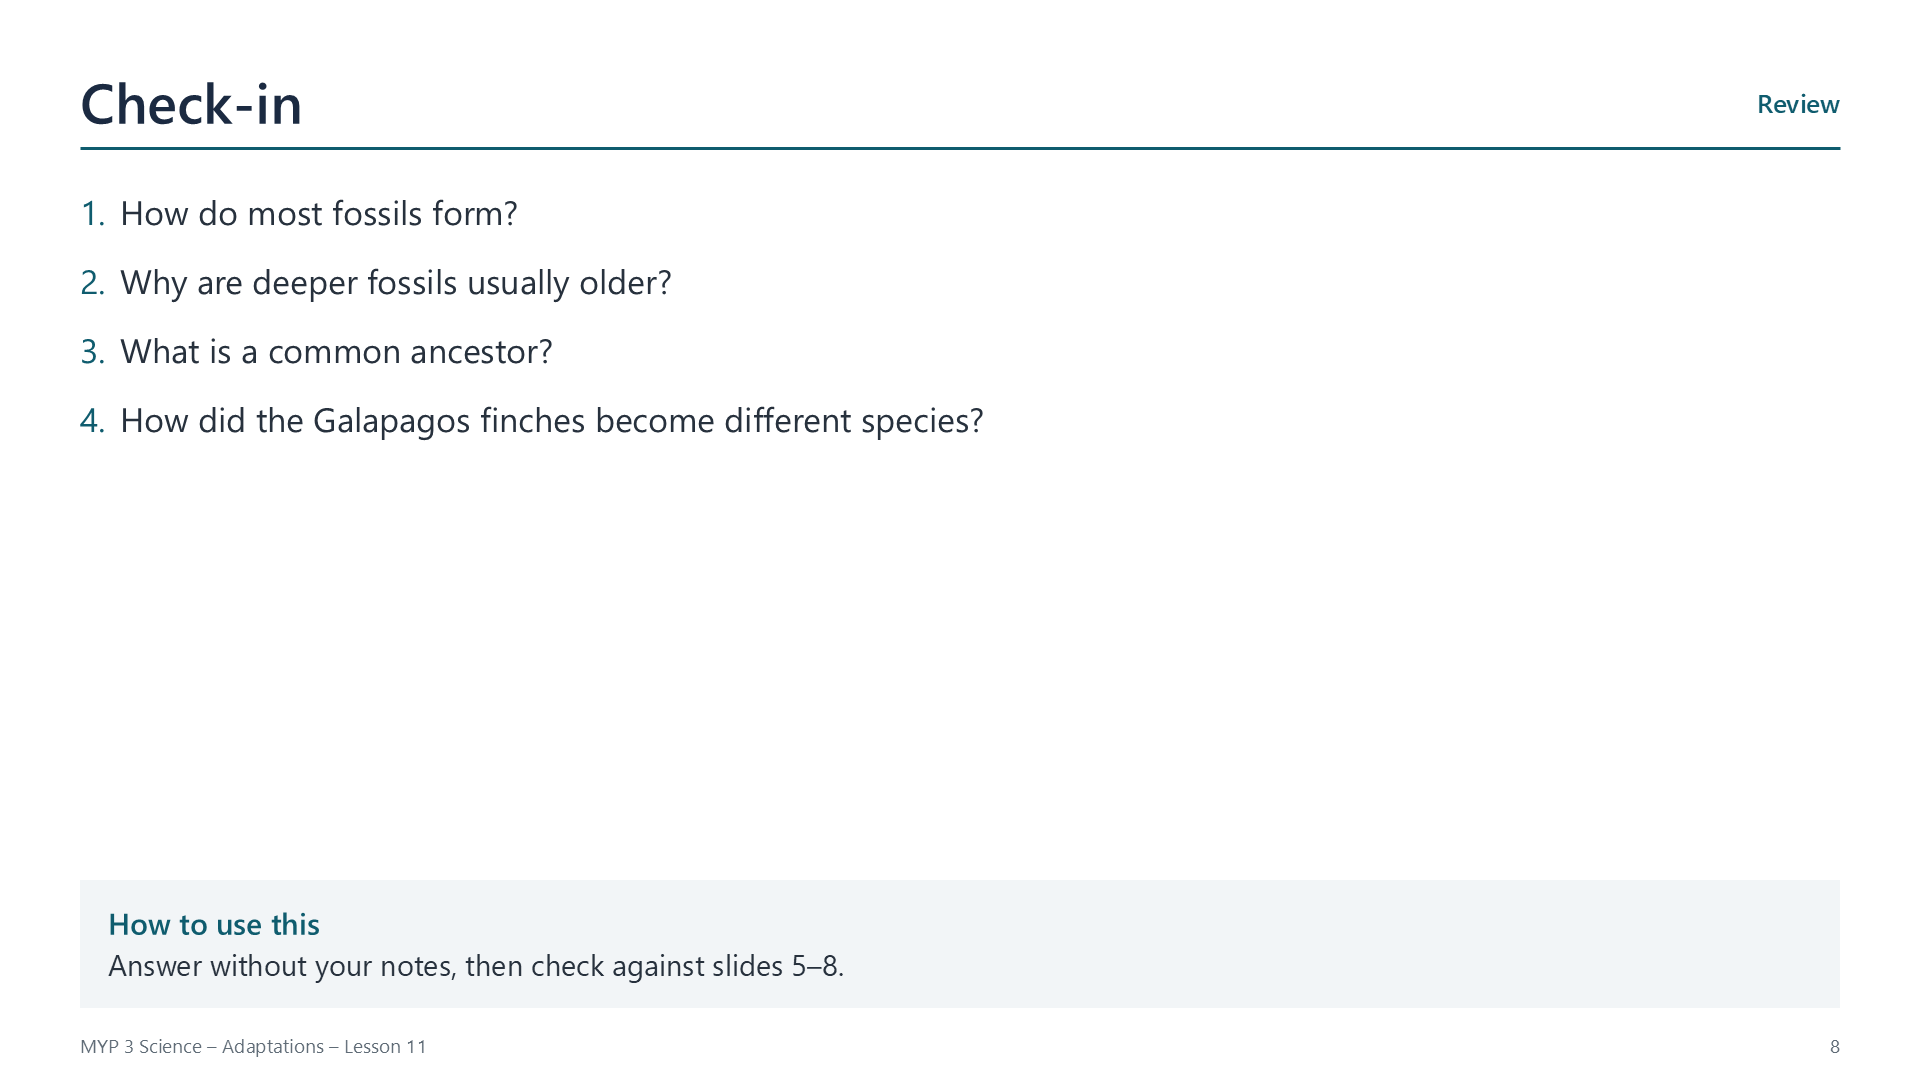 Check-in
Review
1. How do most fossils form?
2. Why are deeper fossils usually older?
3. What is a common ancestor?
4. How did the Galapagos finches become different species?
How to use this
Answer without your notes, then check against slides 5–8.
MYP 3 Science – Adaptations – Lesson 11
8